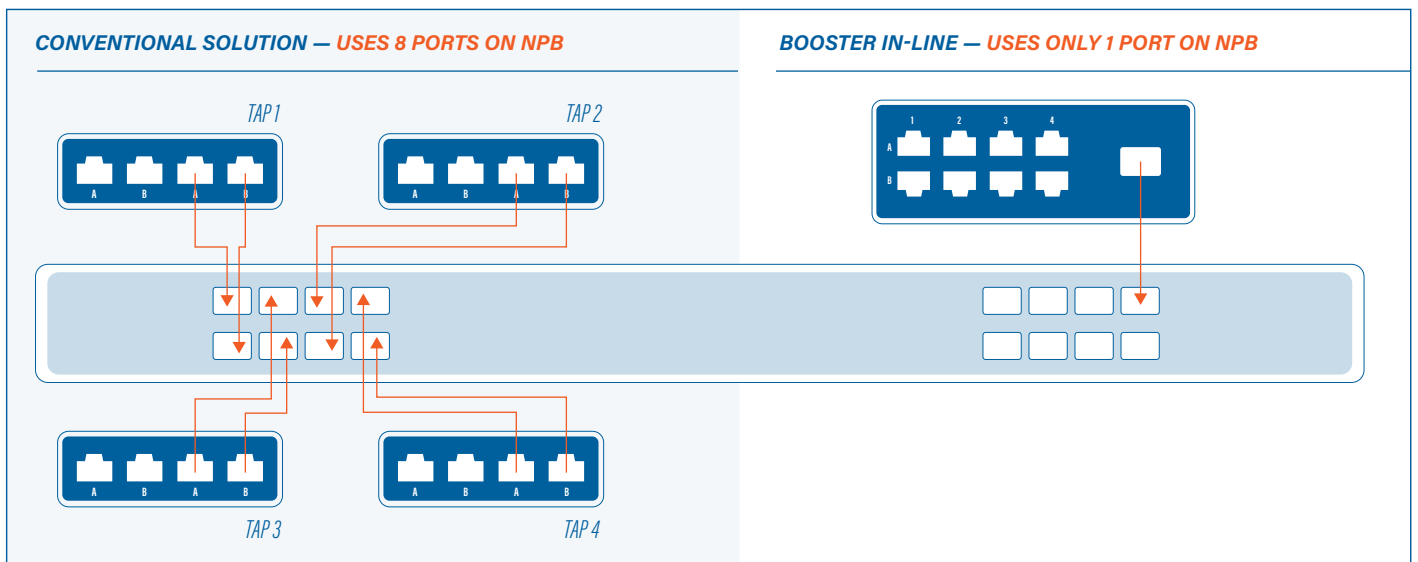 CONVENTIONAL SOLUTION — USES 8 PORTS ON NPB
TAP 1
TAP 2
A B A B
A B A B
A B A B
A B A B
TAP 3
TAP 4
BOOSTER IN-LINE — USES ONLY 1 PORT ON NPB
1 2 3 4
A
B